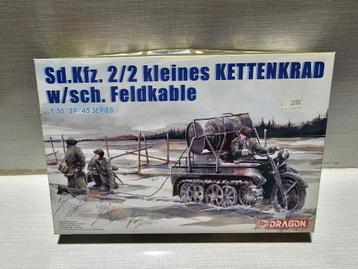 Sd.Kfz. 2/2 kleines KETTENKRAD
w/sch. Feldkable
1/35 '39-'45 SERIES
DRAGON